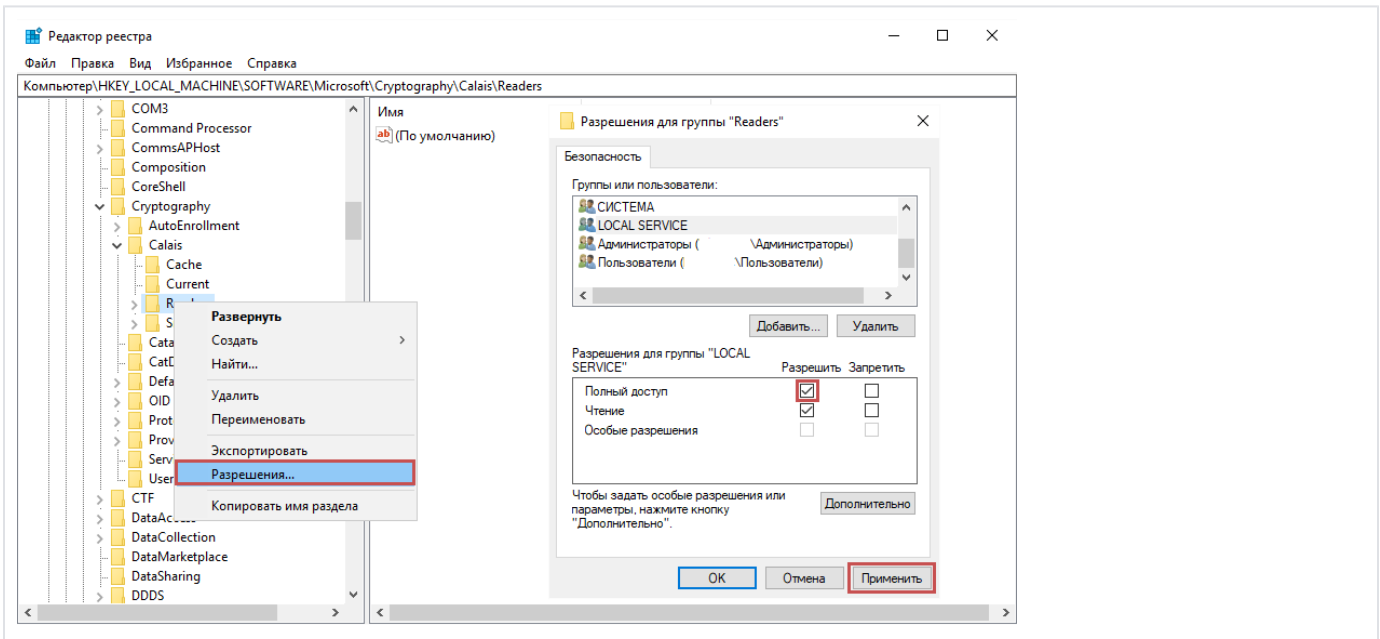 Редактор реестра
Файл Правка Вид Избранное Справка
Компьютер\HKEY_LOCAL_MACHINE\SOFTWARE\Microsoft\Cryptography\Calais\Readers
COM3
Command Processor
CommsAPHost
Composition
CoreShell
Cryptography
AutoEnrollment
Calais
Cache
Current
Имя
ab (По умолчанию)
Развернуть
Создать
Найти...
Удалить
Переименовать
Экспортировать
Разрешения...
Копировать имя раздела
OID
CTF
DataCollection
DataMarketplace
DataSharing
DDDS
Разрешения для группы "Readers"
Безопасность
Группы или пользователи:
СИСТЕМА
LOCAL SERVICE
Администраторы ( \Администраторы)
Пользователи ( \Пользователи)
Добавить... Удалить
Разрешения для группы "LOCAL
SERVICE" Разрешить Запретить
Полный доступ
Чтение
Особые разрешения
Чтобы задать особые разрешения или
параметры, нажмите кнопку
"Дополнительно".
Дополнительно
OK Отмена Применить